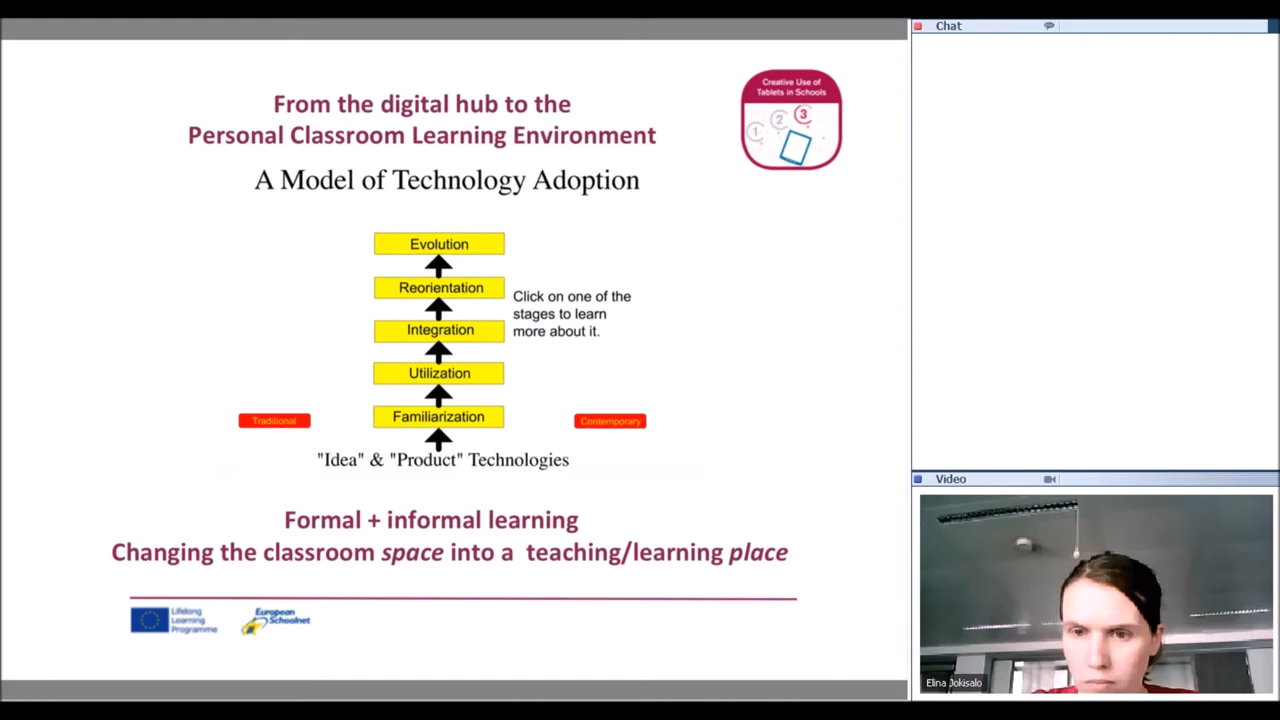 Chat
From the digital hub to the
Personal Classroom Learning Environment
Creative Use of
Tablets in Schools
1 2 3
A Model of Technology Adoption
Evolution
Reorientation
Integration
Utilization
Familiarization
Click on one of the
stages to learn
more about it.
Traditional
Contemporary
"Idea" & "Product" Technologies
Formal + informal learning
Changing the classroom space into a teaching/learning place
Lifelong
Learning
Programme
European
Schoolnet
Video
Elina Jokisalo